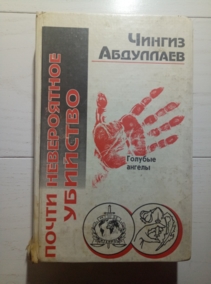 ЧИНГИЗ
АБДУЛЛАЕВ
ПОЧТИ НЕВЕРОЯТНОЕ
УБИЙСТВО
Голубые
ангелы